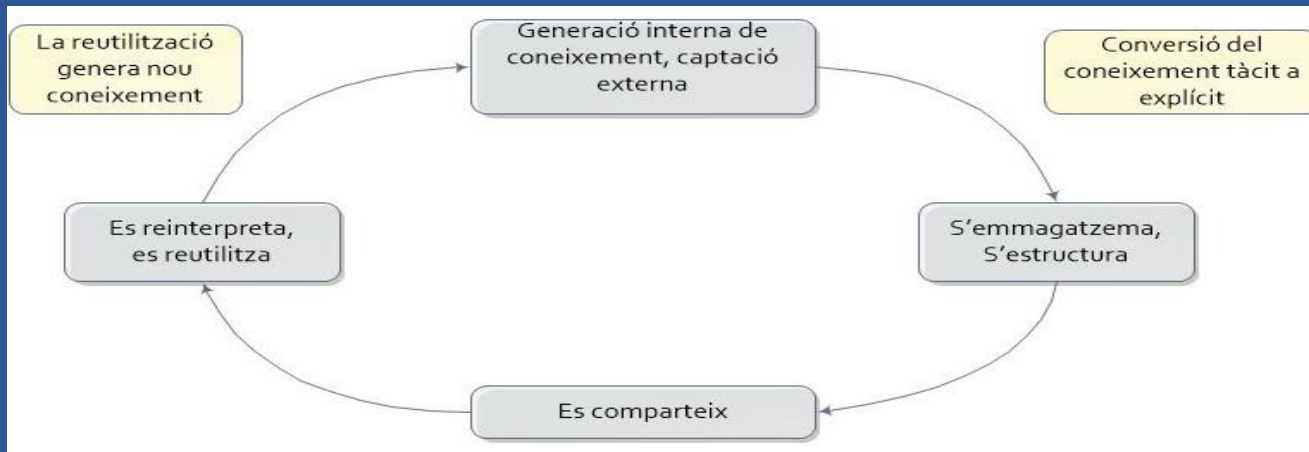 La reutilització
genera nou
coneixement
Generació interna de
coneixement, captació
externa
Conversió del
coneixement tàcit a
explícit
Es reinterpreta,
es reutilitza
S'emmagatzema,
S'estructura
Es comparteix